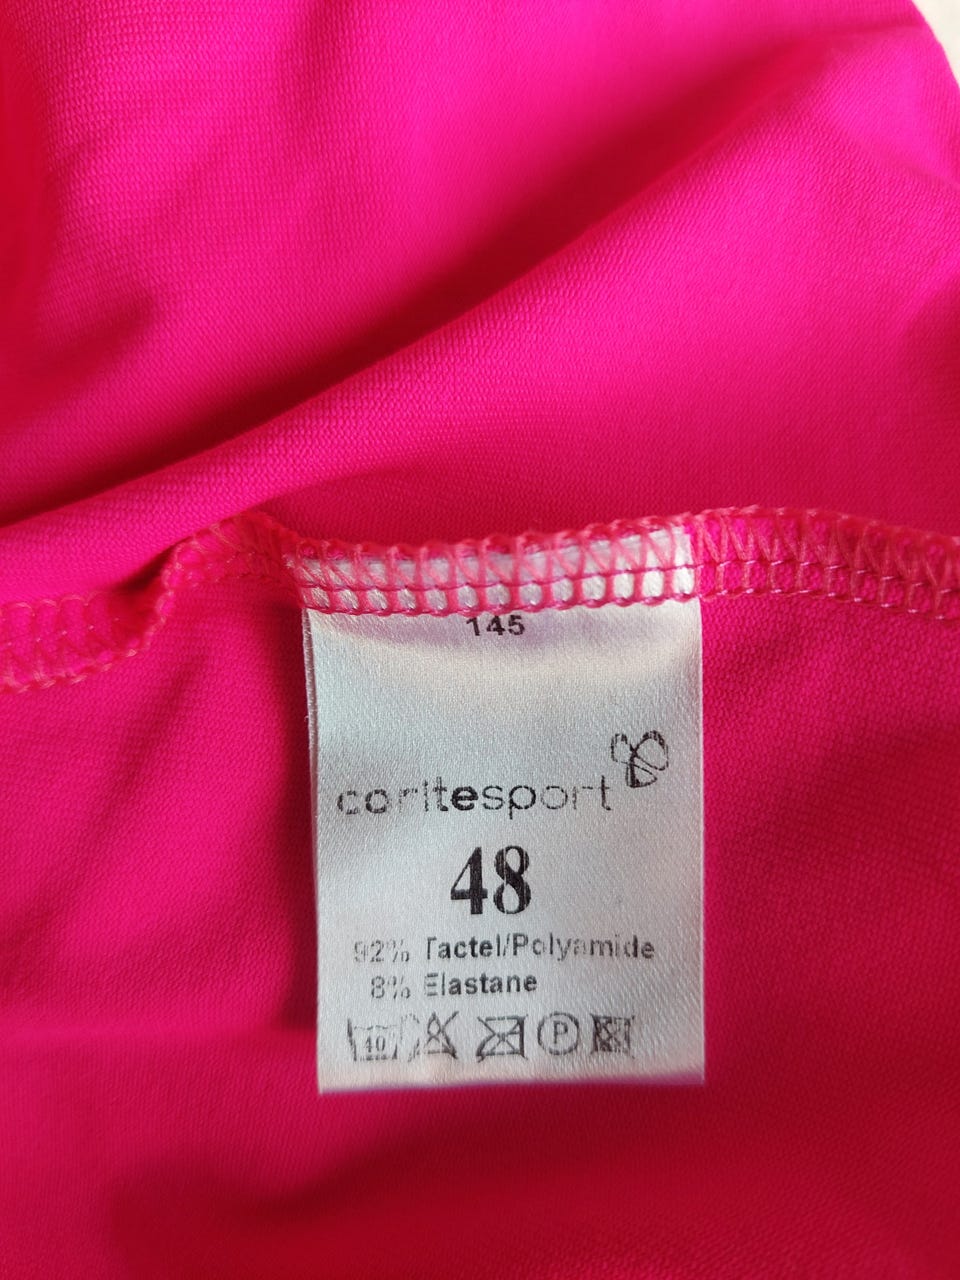 145
coritesport
48
92% Tactel/Polyamide
8% Elastane
40 P